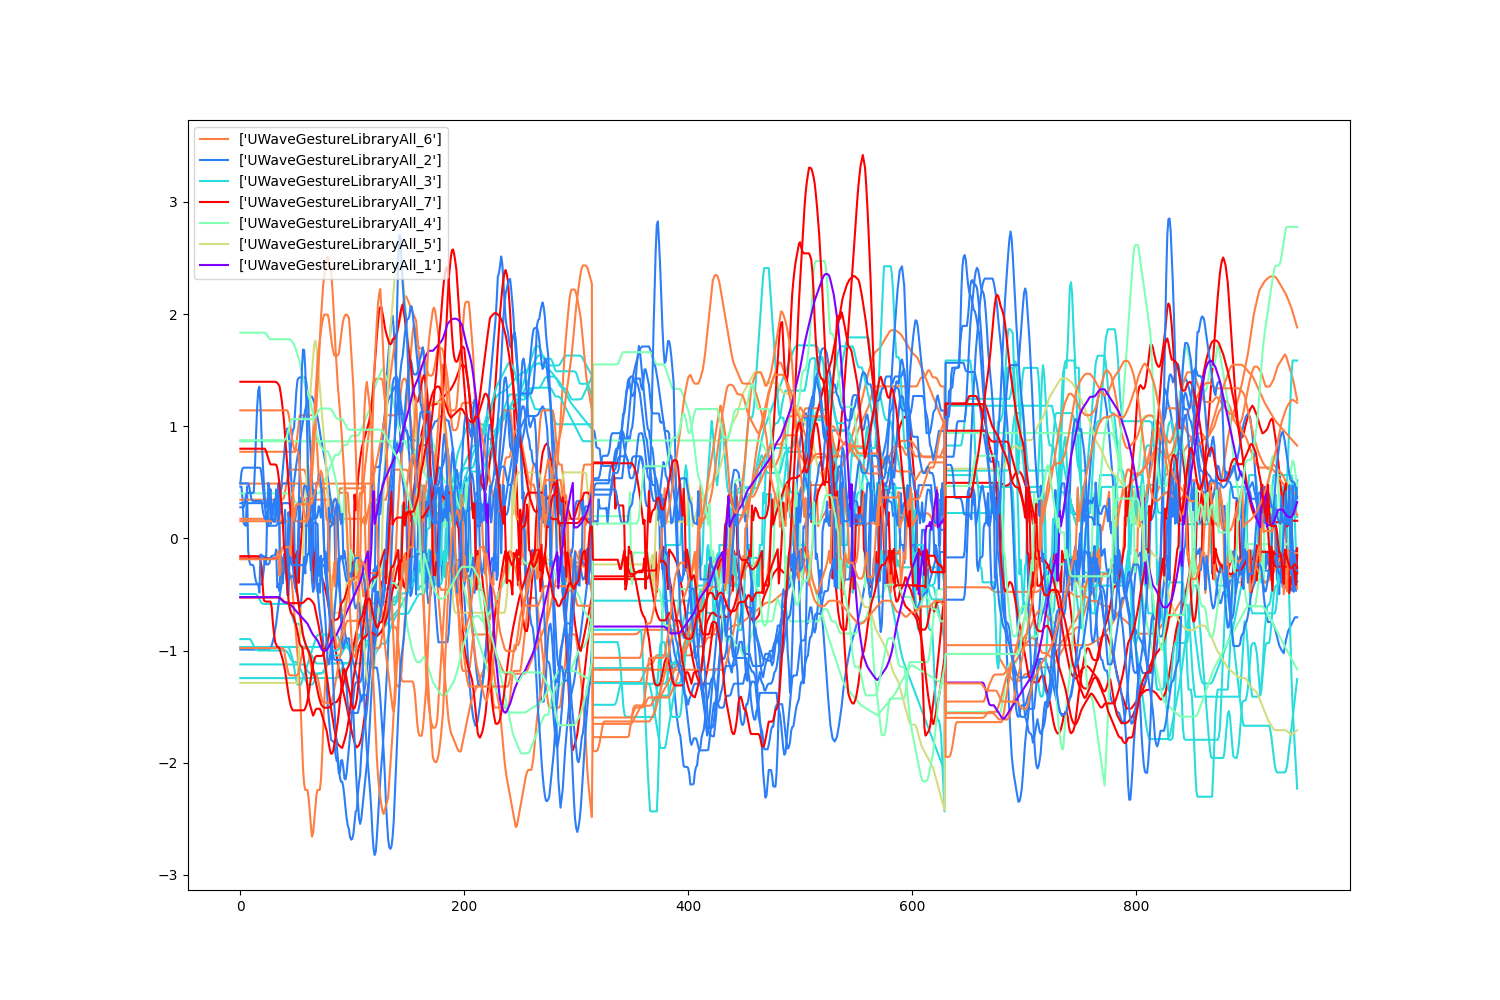 ['UWaveGestureLibraryAll_6']
['UWaveGestureLibraryAll_2']
['UWaveGestureLibraryAll_3']
['UWaveGestureLibraryAll_7']
['UWaveGestureLibraryAll_4']
['UWaveGestureLibraryAll_5']
['UWaveGestureLibraryAll_1']
3
2
1
0
−1
−2
−3
0 200 400 600 800